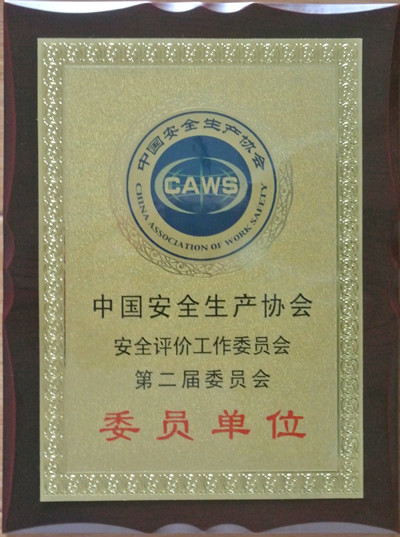 中国安全生产协会
CAWS
CHINA ASSOCIATION OF WORK SAFETY
中国安全生产协会
安全评价工作委员会
第二届委员会
委员单位